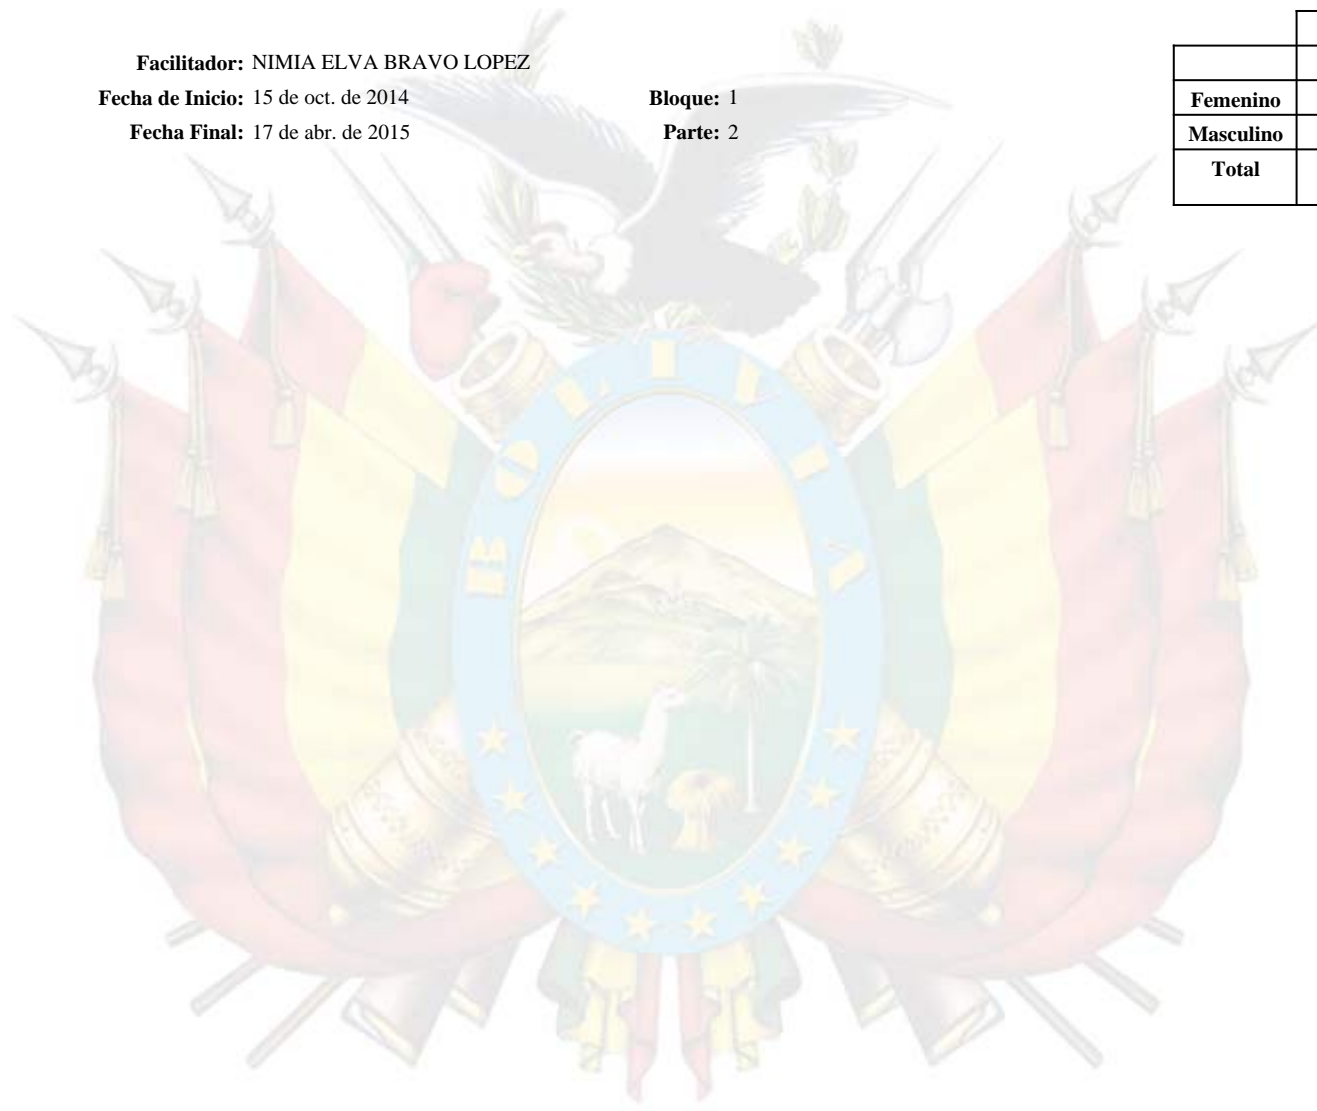 Facilitador: NIMIA ELVA BRAVO LOPEZ
Fecha de Inicio: 15 de oct. de 2014 Bloque: 1
Fecha Final: 17 de abr. de 2015 Parte: 2
Femenino
Masculino
Total
BOLIVIA